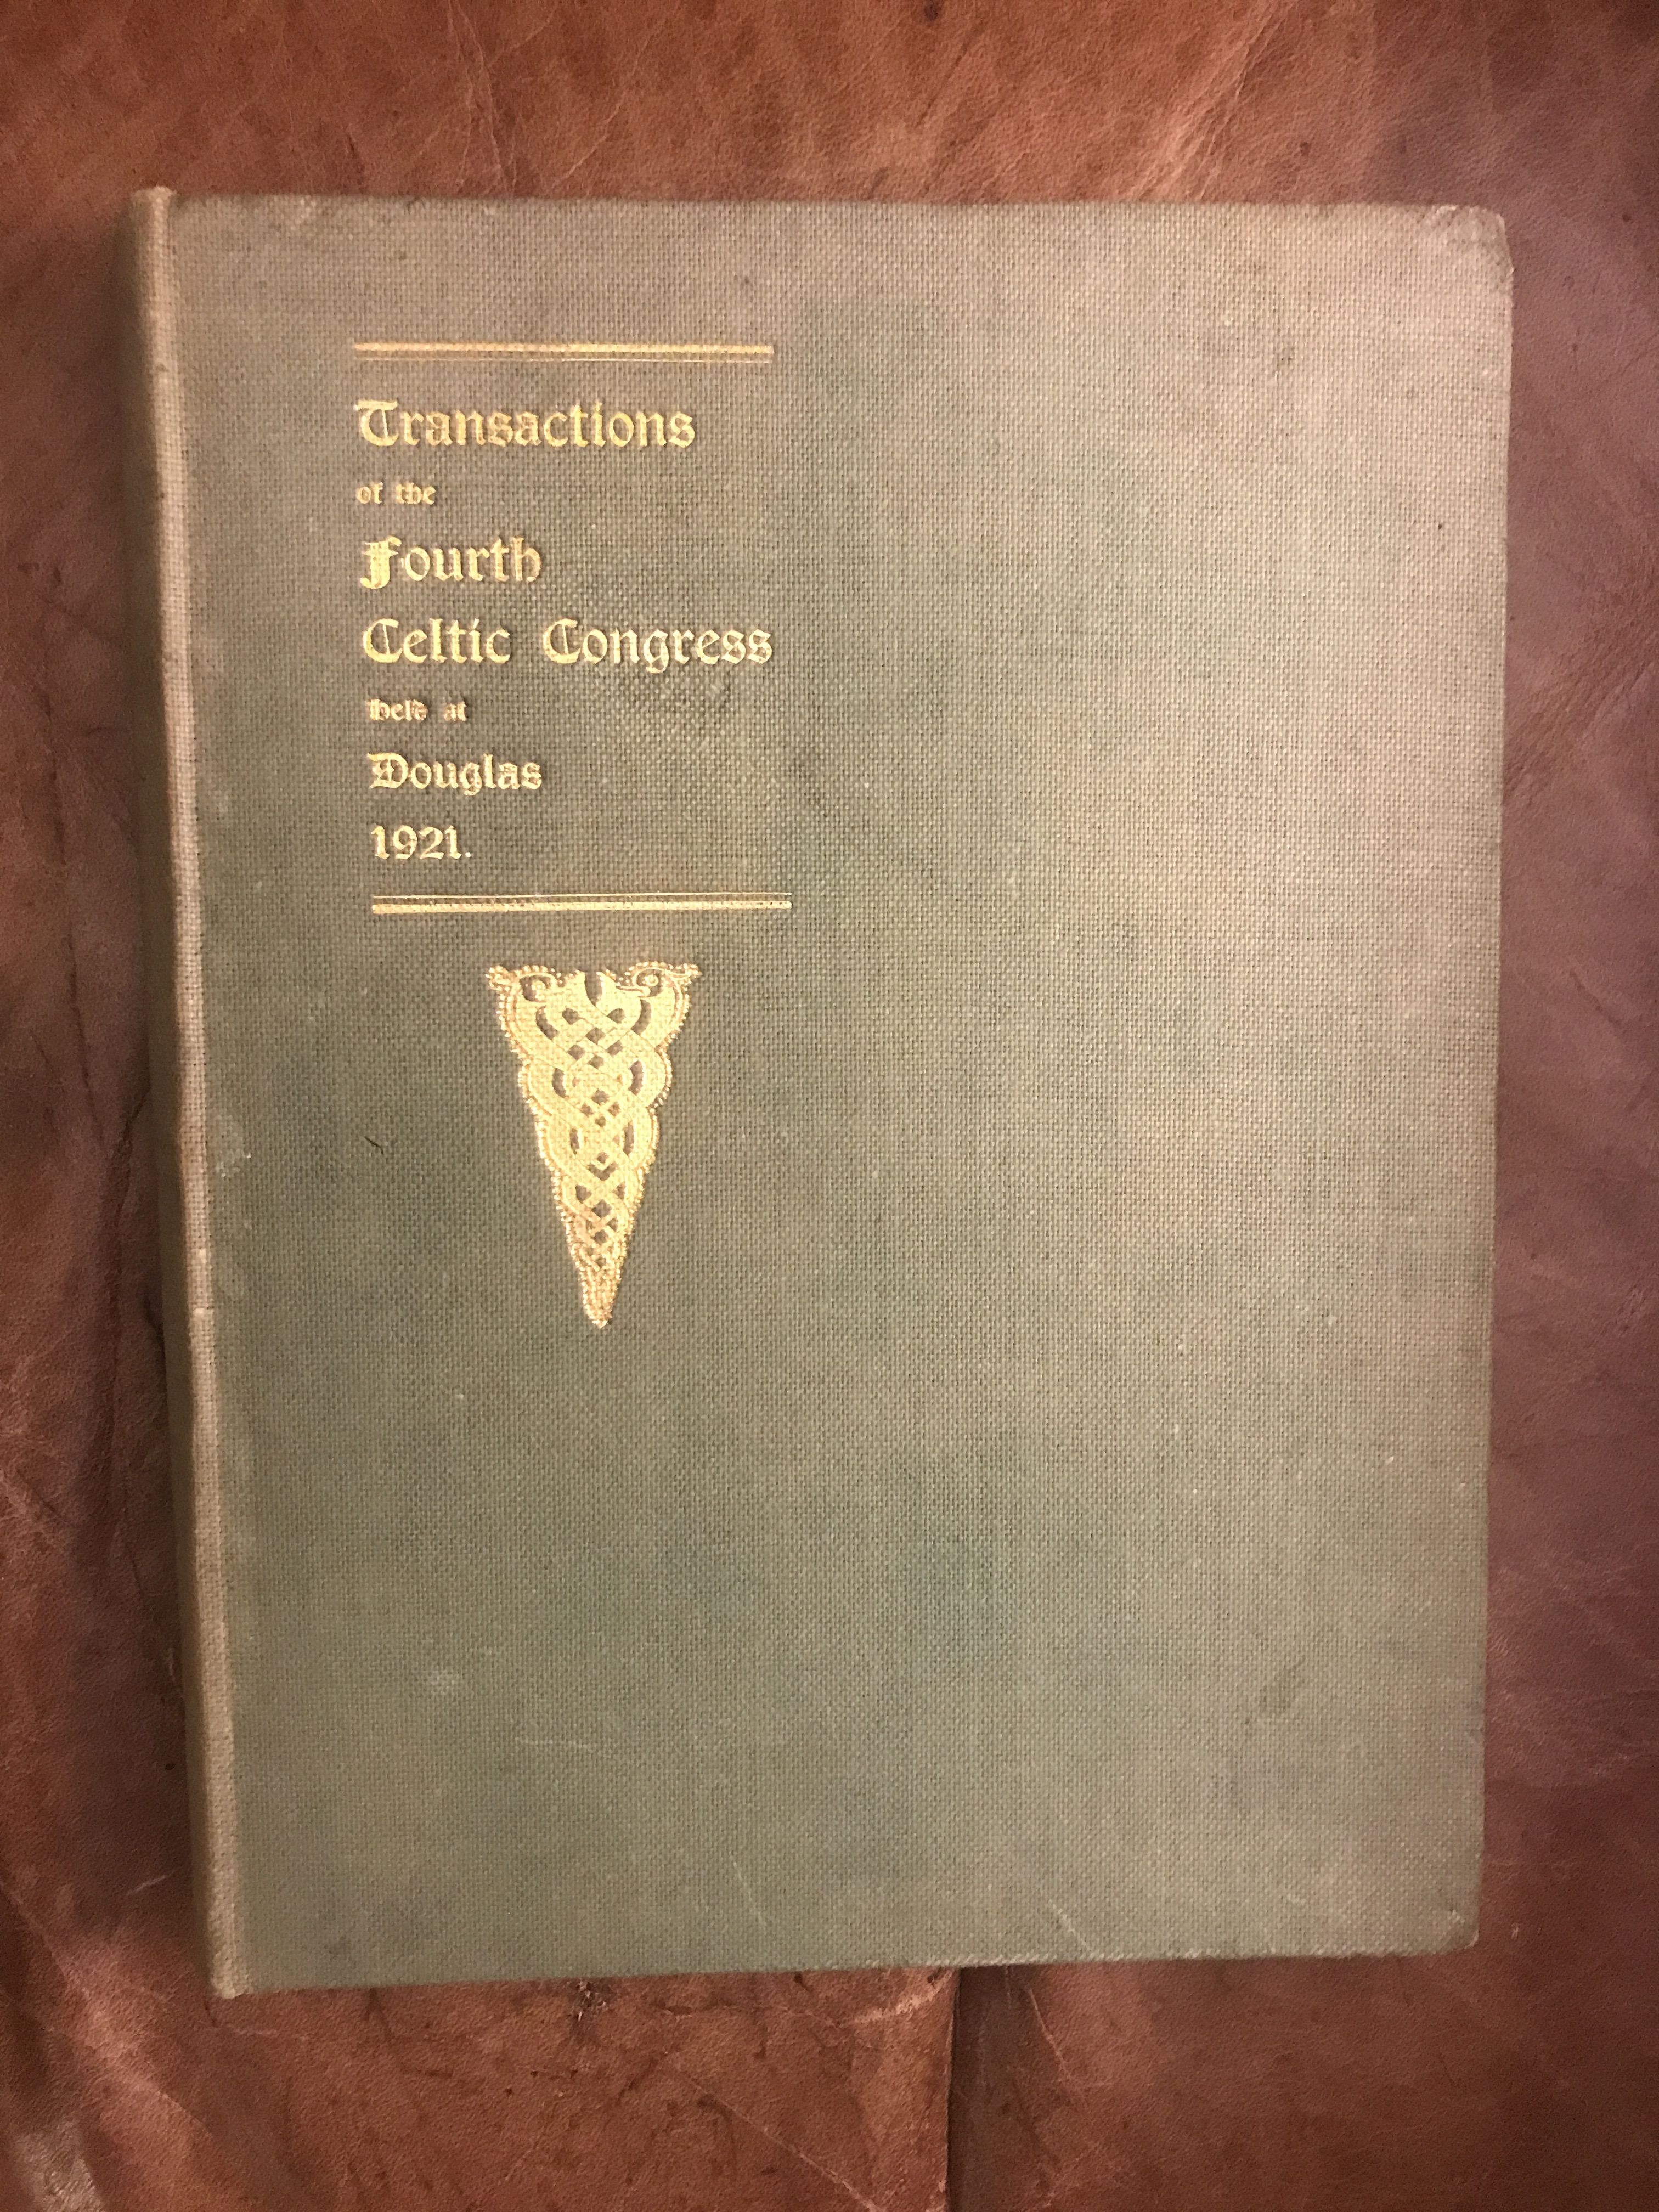 Transactions
of the
Fourth
Celtic Congress
held at
Douglas
1921.